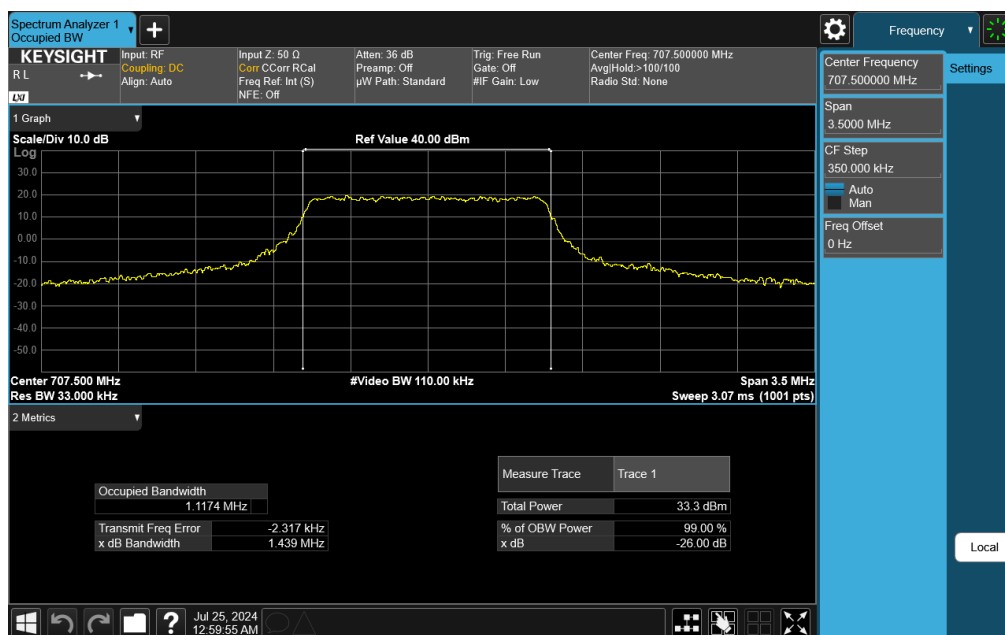 Spectrum Analyzer 1
Occupied BW
Frequency
KEYSIGHT
R L
LXI
Input: RF
Coupling: DC
Align: Auto
Input Z: 50 Ω
Corr CCorr RCal
Freq Ref: Int (S)
NFE: Off
Atten: 36 dB
Preamp: Off
µW Path: Standard
Trig: Free Run
Gate: Off
#IF Gain: Low
Center Freq: 707.500000 MHz
Avg|Hold:>100/100
Radio Std: None
Center Frequency
707.500000 MHz
Settings
Span
3.5000 MHz
CF Step
350.000 kHz
Auto
Man
Freq Offset
0 Hz
Local
1 Graph
Scale/Div 10.0 dB
Ref Value 40.00 dBm
Log
30.0
20.0
10.0
0.00
-10.0
-20.0
-30.0
-40.0
-50.0
Center 707.500 MHz
#Video BW 110.00 kHz
Span 3.5 MHz
Res BW 33.000 kHz
Sweep 3.07 ms (1001 pts)
2 Metrics
Occupied Bandwidth
1.1174 MHz
Transmit Freq Error -2.317 kHz
x dB Bandwidth 1.439 MHz
Measure Trace Trace 1
Total Power 33.3 dBm
% of OBW Power 99.00 %
x dB -26.00 dB
?
Jul 25, 2024
12:59:55 AM